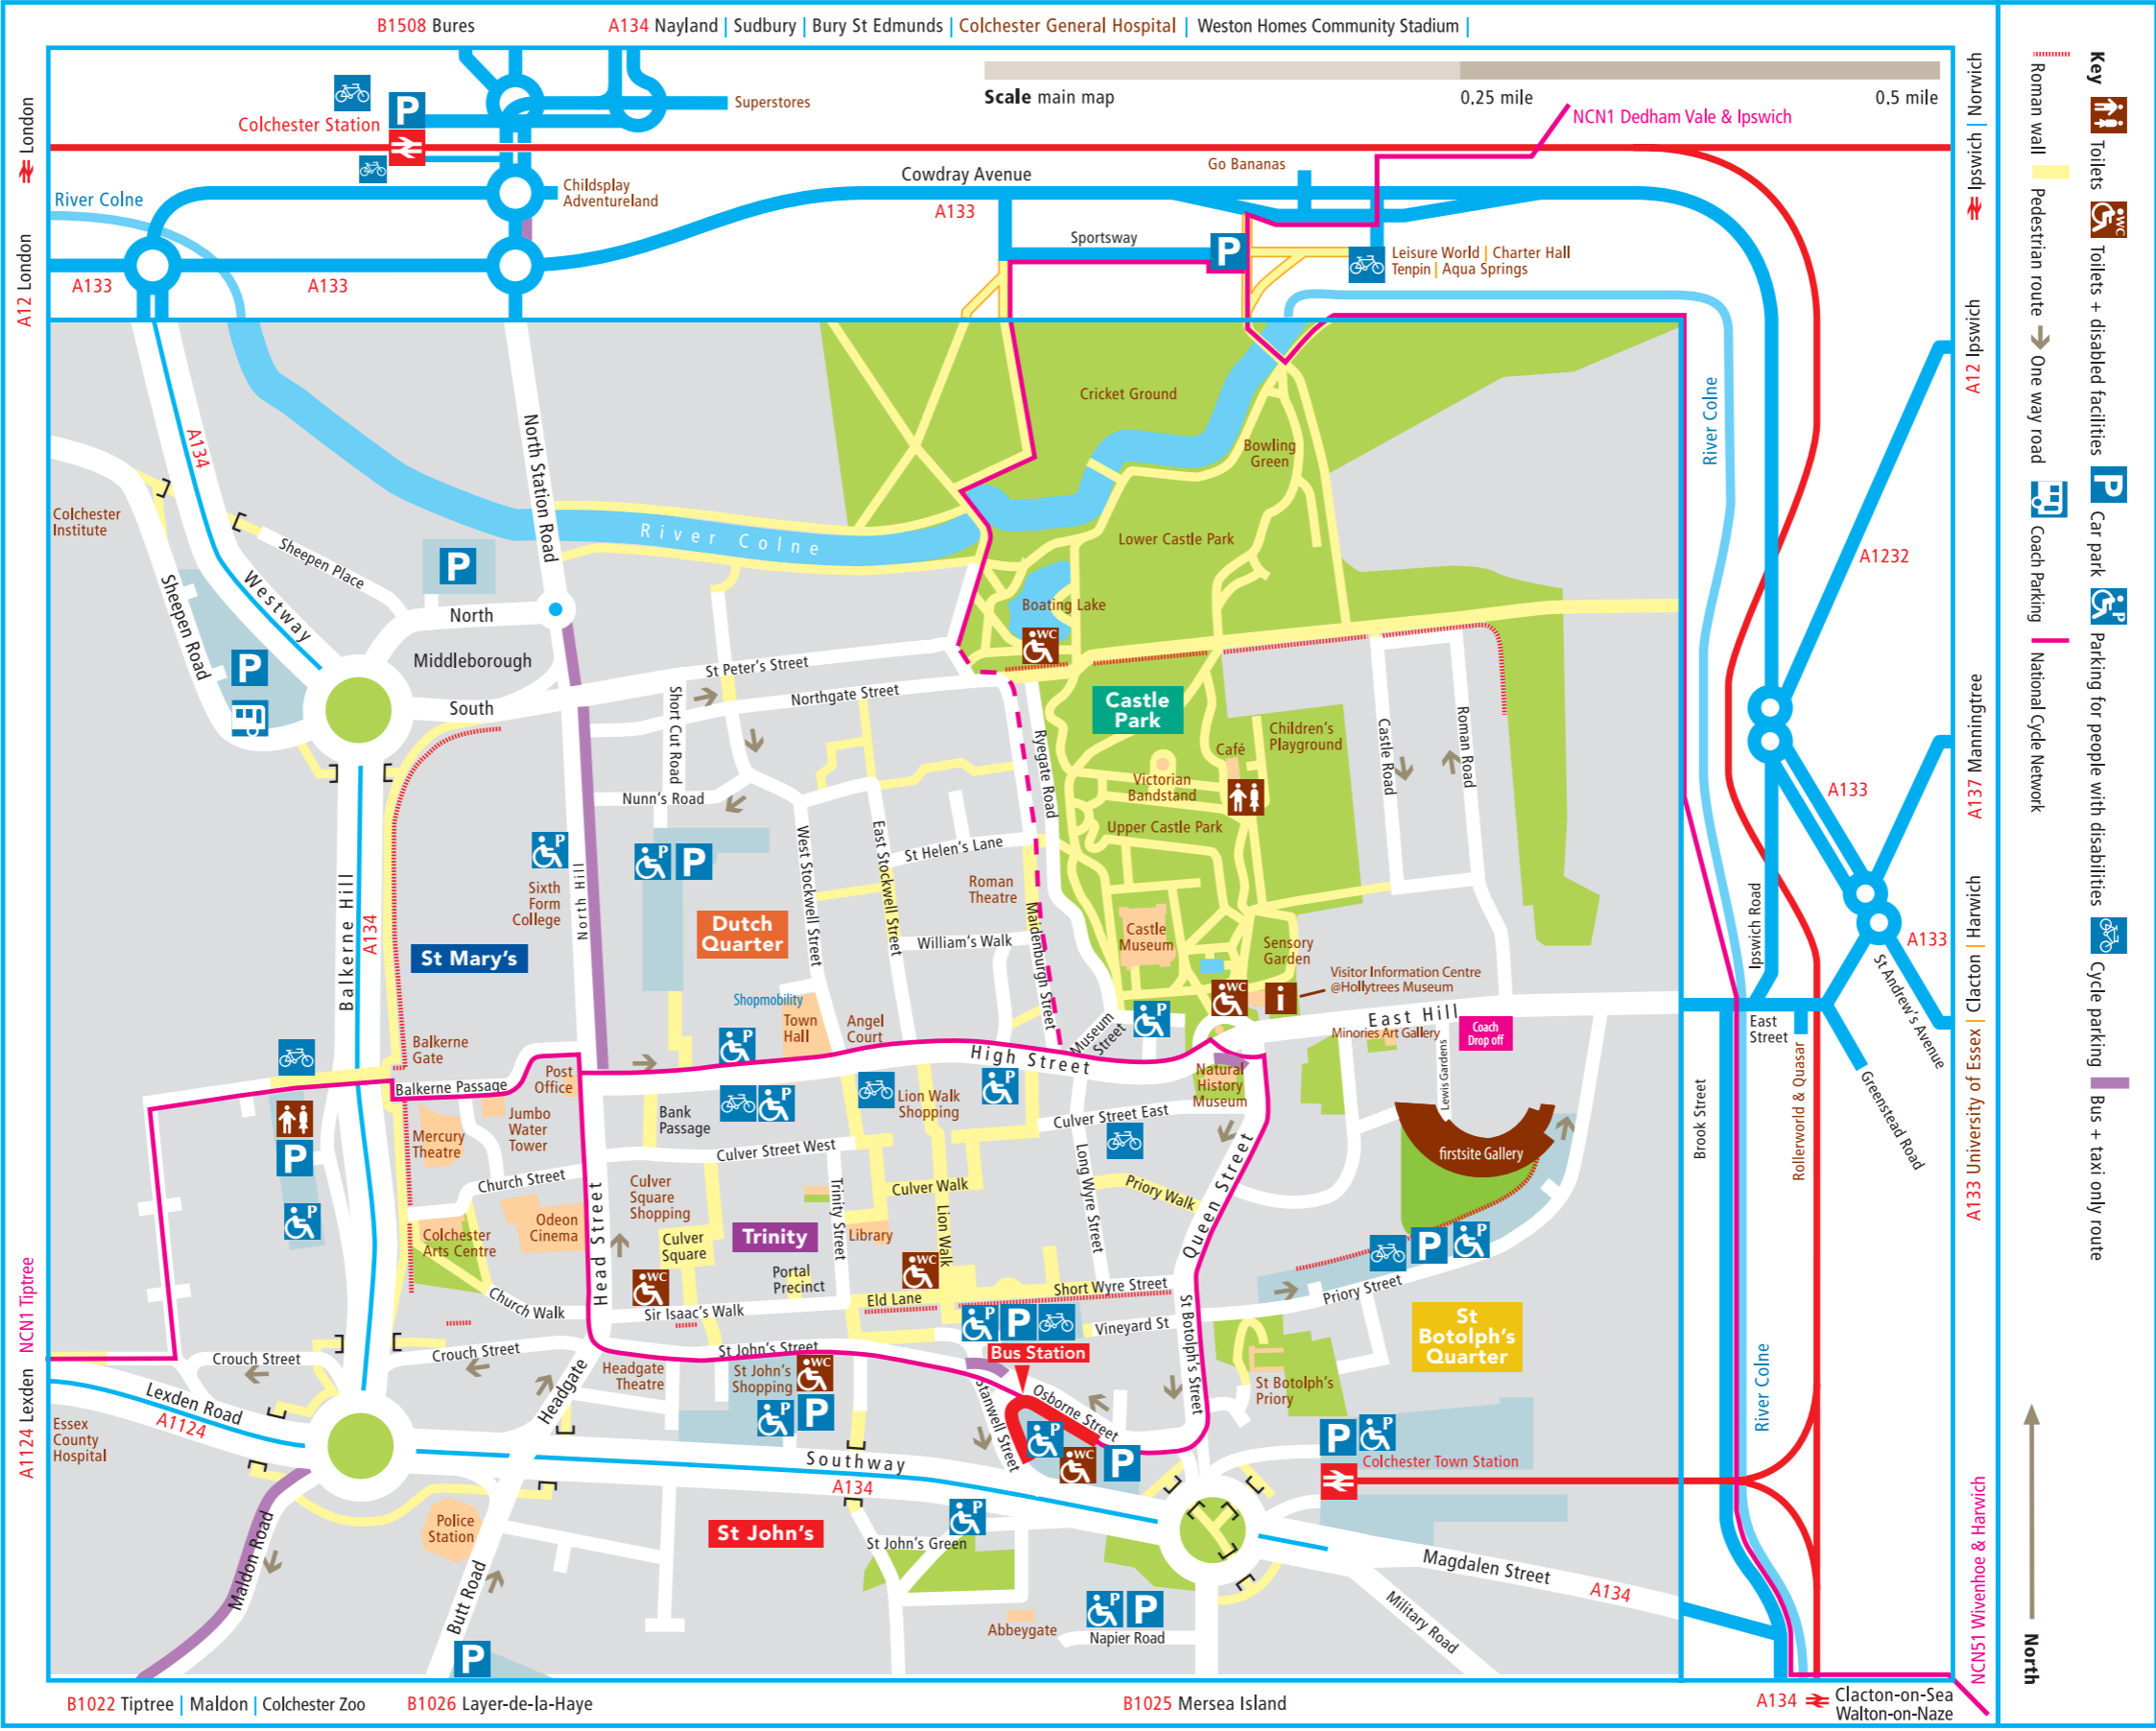 B1508 Bures
A134 Nayland | Sudbury | Bury St Edmunds | Colchester General Hospital | Weston Homes Community Stadium |
Scale main map
0,25 mile
0,5 mile
London
A12 London
Colchester Station
P
Superstores
NCN1 Dedham Vale & Ipswich
River Colne
Childsplay
Adventureland
Cowdray Avenue
A133
Go Bananas
Sportsway
P
Leisure World | Charter Hall
Tenpin | Aqua Springs
A133
A133
Ipswich | Norwich
A12 Ipswich
A137 Manningtree
A133 University of Essex | Clacton | Harwich
NCN51 Wivenhoe & Harwich
NCN1 Tiptree
A1124 Lexden
A134
North Station Road
Cricket Ground
Bowling
Green
River Colne
Colchester
Institute
Sheepen Place
Westway
Sheepen Road
P
North
Middleborough
South
River Colne
Lower Castle Park
Boating Lake
WC
A1232
P
St Peter's Street
Northgate Street
Short Cut Road
Nunn's Road
Ryegate Road
Castle
Park
Children's
Playground
Café
Victorian
Bandstand
Upper Castle Park
Castle Road
Roman Road
A133
A133
Balkerne Hill
A134
P
Sixth
Form
College
North Hill
P
P
West Stockwell Street
East Stockwell Street
St Helen's Lane
Roman
Theatre
Maidenburgh Street
William's Walk
Dutch
Quarter
St Mary's
Castle
Museum
Sensory
Garden
Visitor Information Centre
@Hollytrees Museum
WC
i
Ipswich Road
St Andrew's Avenue
Shopmobility
Town
Hall
Angel
Court
P
Museum
Street
P
East Hill
Minories Art Gallery
Coach
Drop off
Lewis Gardens
East
Street
Greenstead Road
Rollerworld & Quasar
Brook Street
Balkerne
Gate
Balkerne Passage
Post
Office
High Street
Natural
History
Museum
P
P
Lion Walk
Shopping
Bank
Passage
Culver Street East
Jumbo
Water
Tower
Mercury
Theatre
P
P
Culver Street West
Long Wyre Street
Priory Walk
Queen Street
firstsite Gallery
Church Street
Culver
Square
Shopping
Culver Walk
Colchester
Arts Centre
Odeon
Cinema
Head Street
Culver
Square
Trinity
Trinity Street
Library
Lion Walk
WC
WC
Portal
Precinct
P
P
Church Walk
Sir Isaac's Walk
Eld Lane
Short Wyre Street
Priory Street
St
Botolph's
Quarter
St Botolph's Street
P
P
Vineyard St
Bus Station
Crouch Street
Crouch Street
Headgate
Headgate
Theatre
St John's Street
St John's
Shopping
WC
P
P
Stanwell Street
Osborne Street
P
WC
P
St Botolph's
Priory
River Colne
Lexden Road
A1124
Essex
County
Hospital
Southway
A134
P
P
Colchester Town Station
Maldon Road
Police
Station
Butt Road
P
St John's
P
St John's Green
Abbeygate
P
P
Napier Road
Magdalen Street
A134
Military Road
B1022 Tiptree | Maldon | Colchester Zoo
B1026 Layer-de-la-Haye
B1025 Mersea Island
A134
Clacton-on-Sea
Walton-on-Naze
Key
Toilets
WC
Toilets + disabled facilities
P
Car park
P
Parking for people with disabilities
Cycle parking
Bus + taxi only route
Roman wall
Pedestrian route
One way road
Coach Parking
National Cycle Network
North